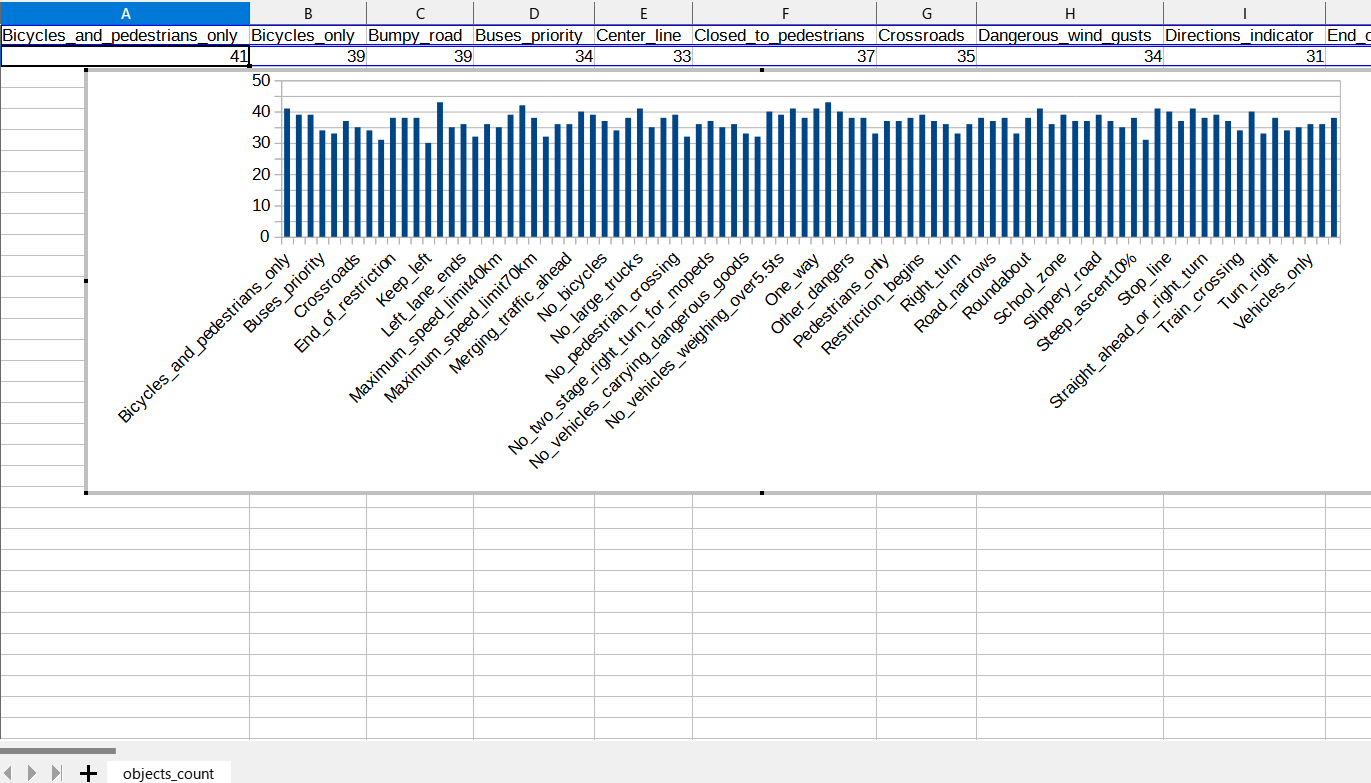 A B C D E F G H I
Bicycles_and_pedestrians_only Bicycles_only Bumpy_road Buses_priority Center_line Closed_to_pedestrians Crossroads Dangerous_wind_gusts Directions_indicator
41 39 39 34 33 37 35 34 31
50
40
30
20
10
0
Bicycles_and_pedestrians_only
Buses_priority
Crossroads
End_of_restriction
Keep_left
Left_lane_ends
Maximum_speed_limit40km
Maximum_speed_limit70km
Merging_traffic_ahead
No_bicycles
No_large_trucks
No_pedestrian_crossing
No_two_stage_right_turn_for_mopeds
No_vehicles_carrying_dangerous_goods
No_vehicles_weighing_over5.5ts
One_way
Other_dangers
Pedestrians_only
Restriction_begins
Right_turn
Road_narrows
Roundabout
School_zone
Slippery_road
Steep_ascent10%
Stop_line
Straight_ahead_or_right_turn
Train_crossing
Turn_right
Vehicles_only
objects_count